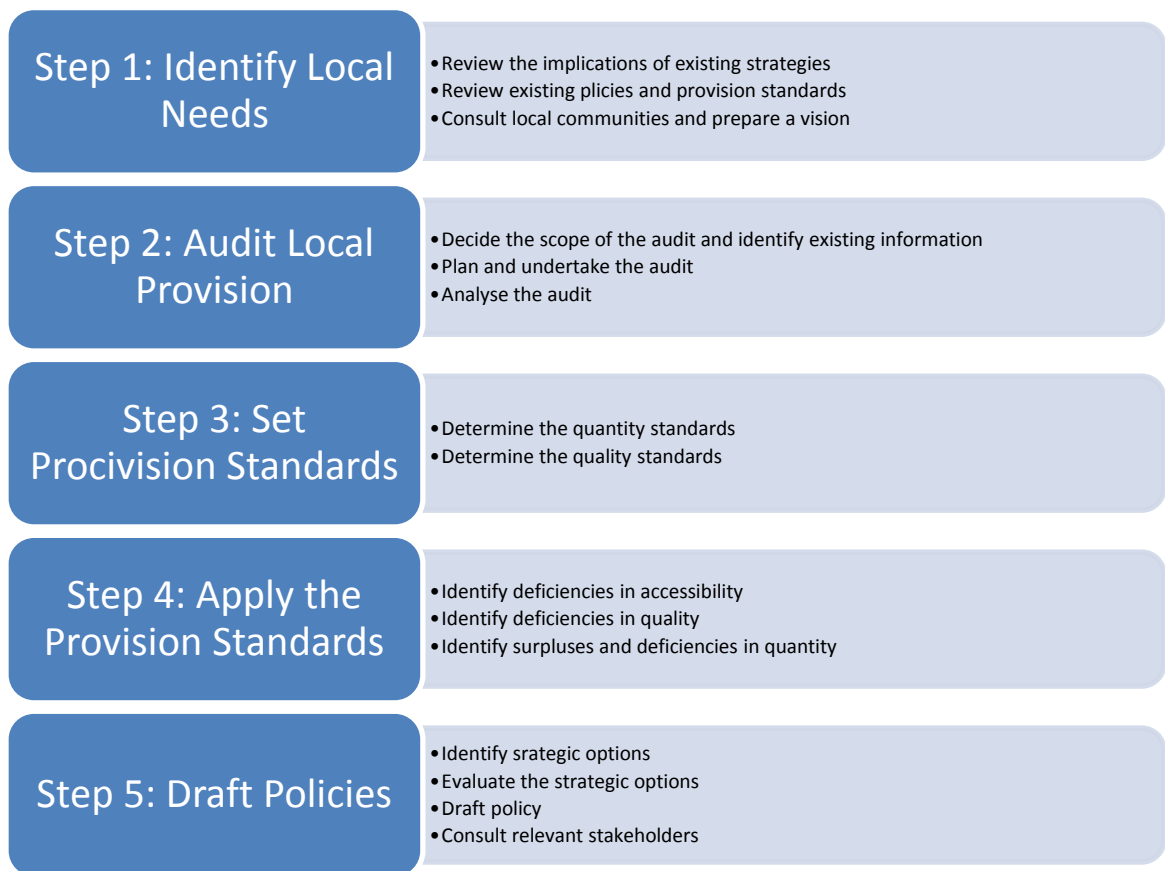 Step 1: Identify Local
Needs
•Review the implications of existing strategies
•Review existing plicies and provision standards
•Consult local communities and prepare a vision
Step 2: Audit Local
Provision
•Decide the scope of the audit and identify existing information
•Plan and undertake the audit
•Analyse the audit
Step 3: Set
Procivision Standards
•Determine the quantity standards
•Determine the quality standards
Step 4: Apply the
Provision Standards
•Identify deficiencies in accessibility
•Identify deficiencies in quality
•Identify surpluses and deficiencies in quantity
Step 5: Draft Policies
•Identify srategic options
•Evaluate the strategic options
•Draft policy
•Consult relevant stakeholders